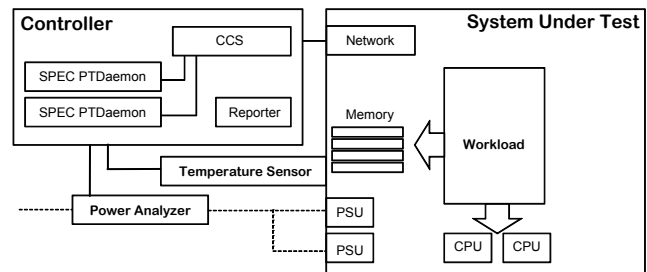 Controller
System Under Test
CCS
Network
SPEC PTDaemon
SPEC PTDaemon
Reporter
Memory
Workload
Temperature Sensor
Power Analyzer
PSU
PSU
CPU
CPU